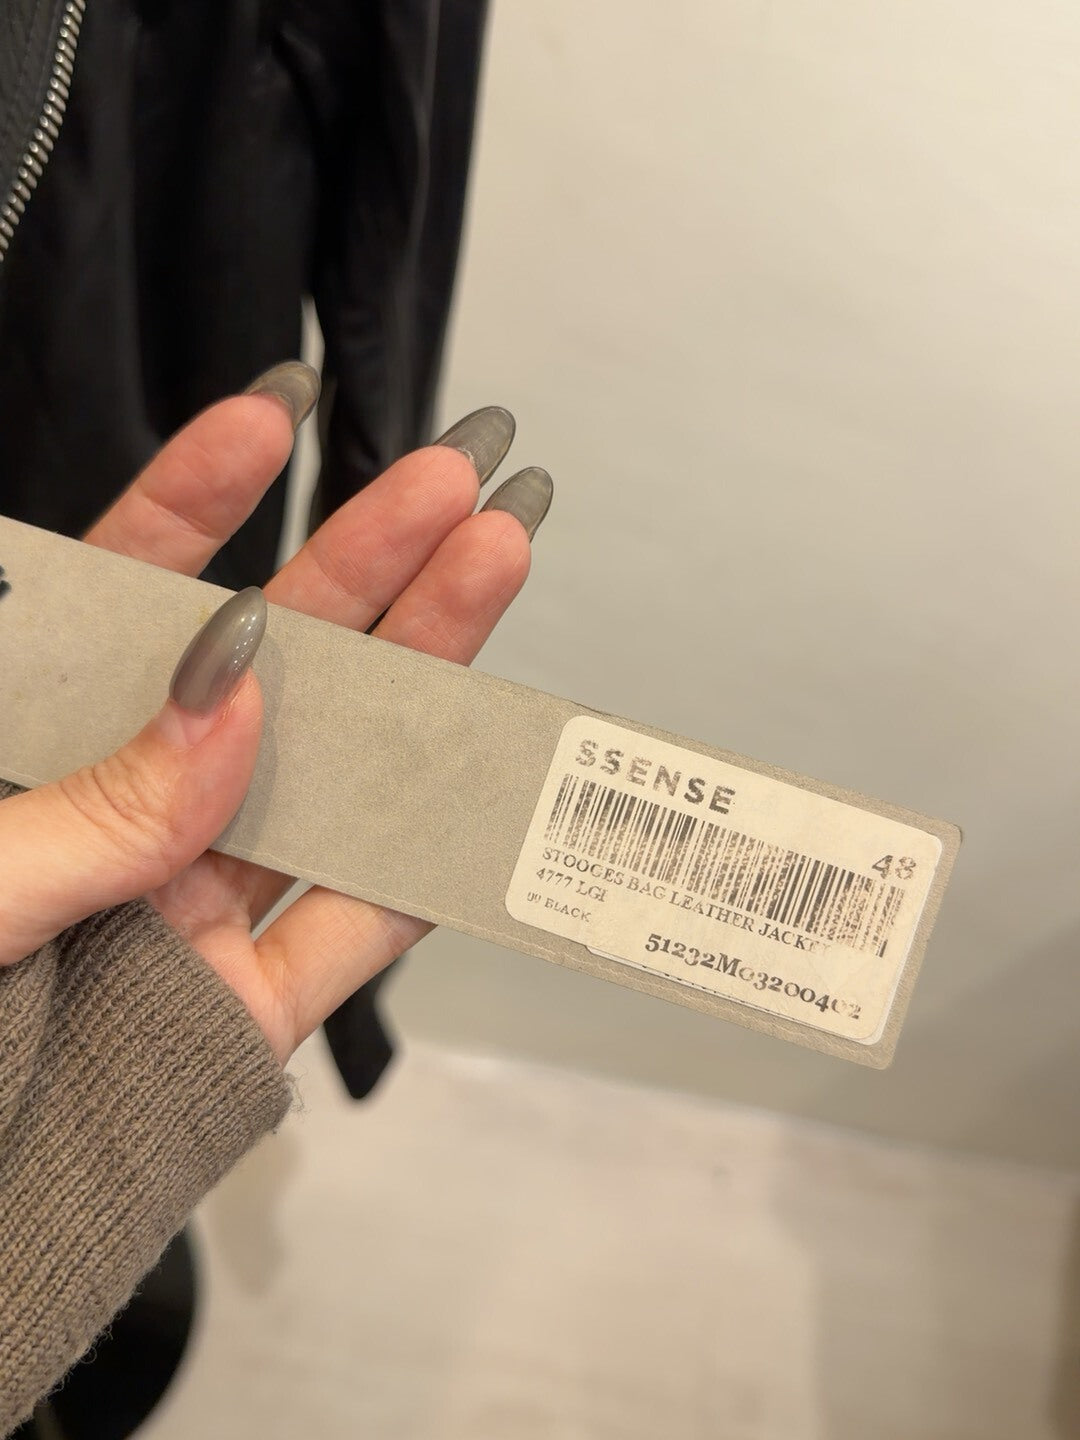 SSENSE
48
STOOGES BAG LEATHER JACKET
4777 LGI
09 BLACK
51232M03200402